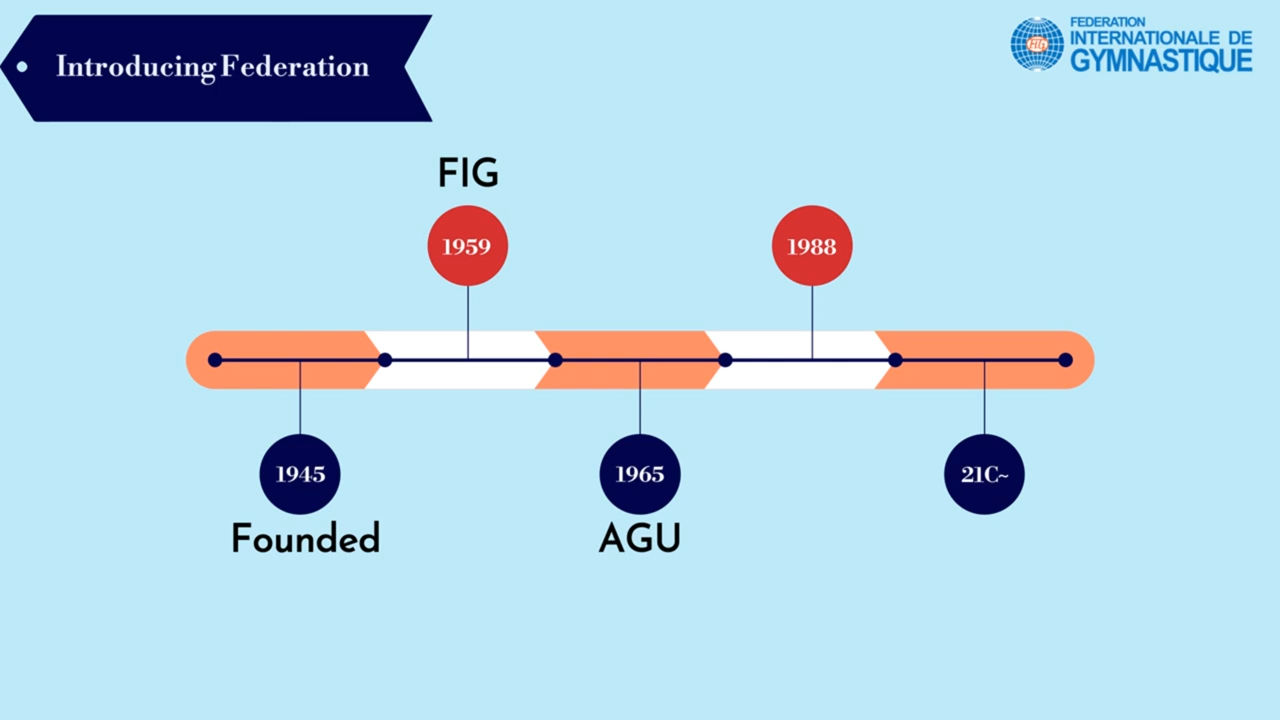 Introducing Federation
FEDERATION
INTERNATIONALE DE
GYMNASTIQUE
FIG
FIG
1959
1988
1945
1965
21C~
Founded
AGU